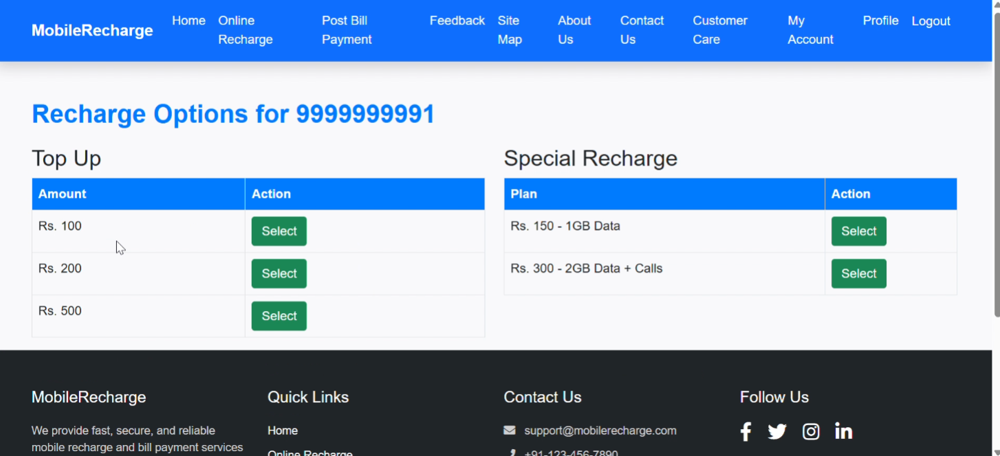 MobileRecharge
Home
Online
Recharge
Post Bill
Payment
Feedback
Site
Map
About
Us
Contact
Us
Customer
Care
My
Account
Profile
Logout
Recharge Options for 9999999991
Top Up
Amount Action
Rs. 100 Select
Rs. 200 Select
Rs. 500 Select
Special Recharge
Plan Action
Rs. 150 - 1GB Data Select
Rs. 300 - 2GB Data + Calls Select
MobileRecharge
We provide fast, secure, and reliable
mobile recharge and bill payment services
Quick Links
Home
Online Recharge
Contact Us
support@mobilerecharge.com
+91-123-456-7890
Follow Us